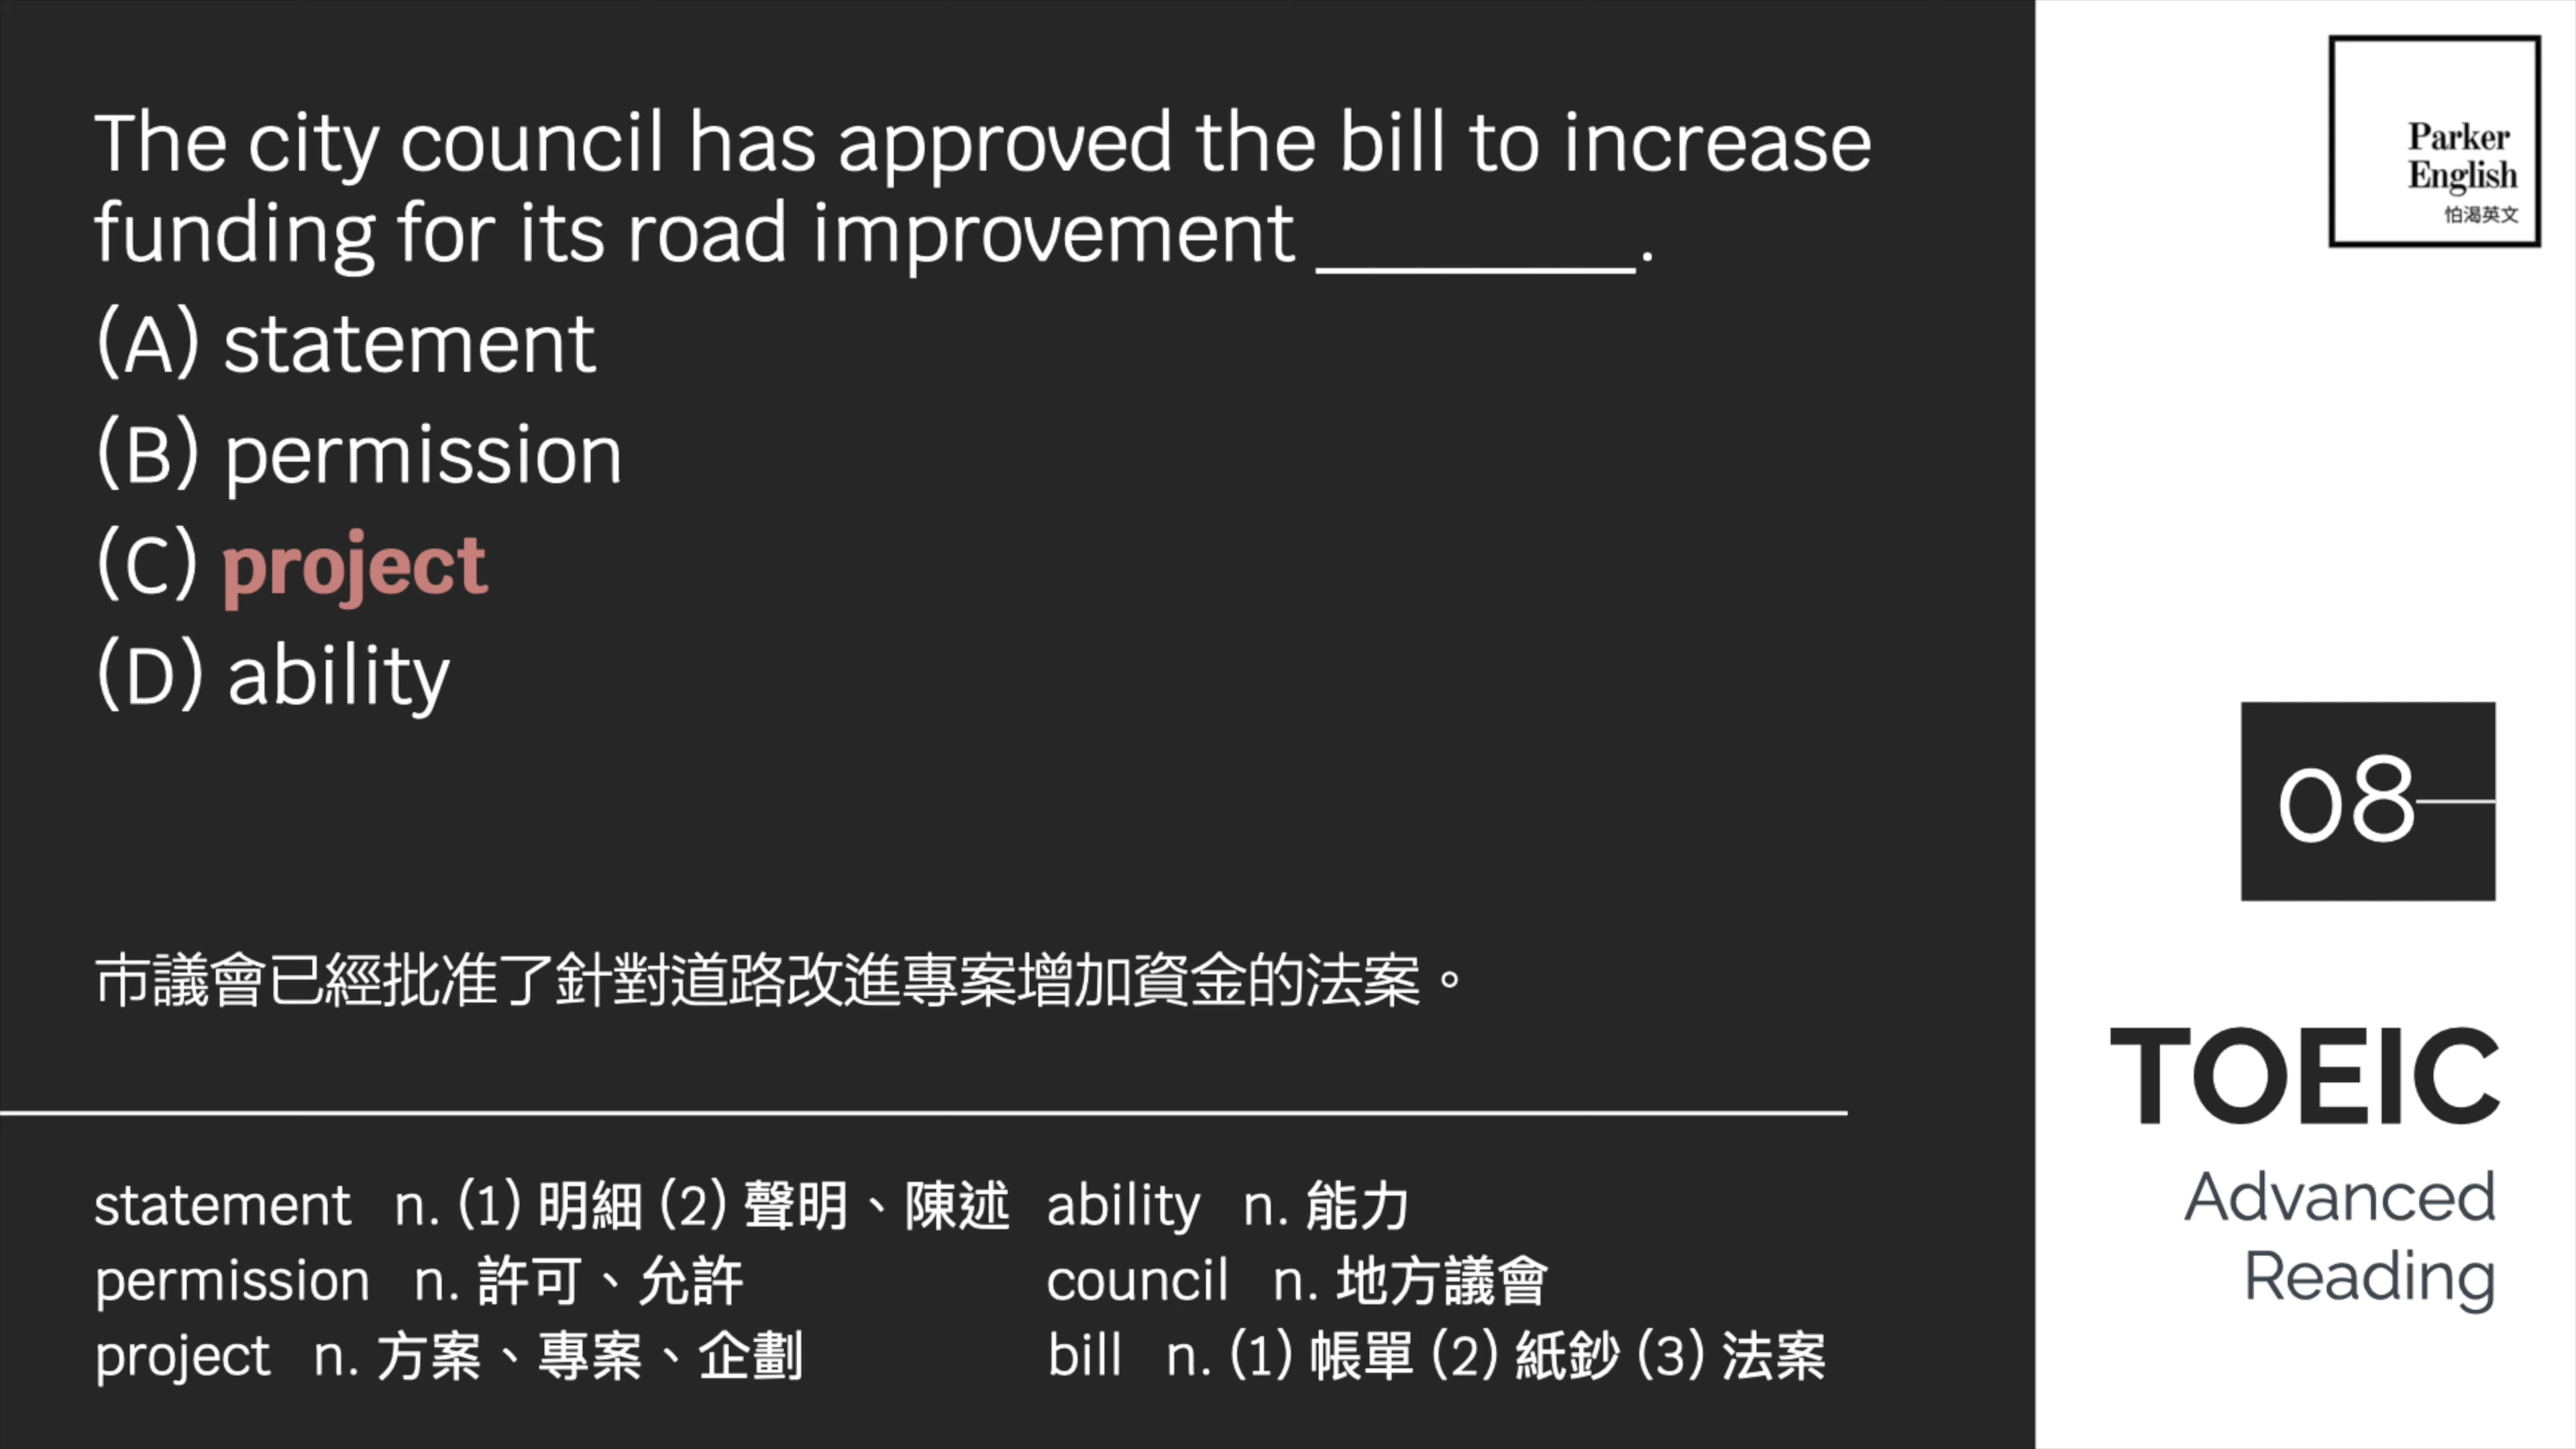 The city council has approved the bill to increase
funding for its road improvement ________.
(A) statement
(B) permission
(C) project
(D) ability
市議會已經批准了針對道路改進專案增加資金的法案。
statement n. (1) 明細 (2) 聲明、陳述
permission n. 許可、允許
project n. 方案、專案、企劃
ability n. 能力
council n. 地方議會
bill n. (1) 帳單 (2) 紙鈔 (3) 法案
Parker
English
怕渴英文
08
TOEIC
Advanced
Reading